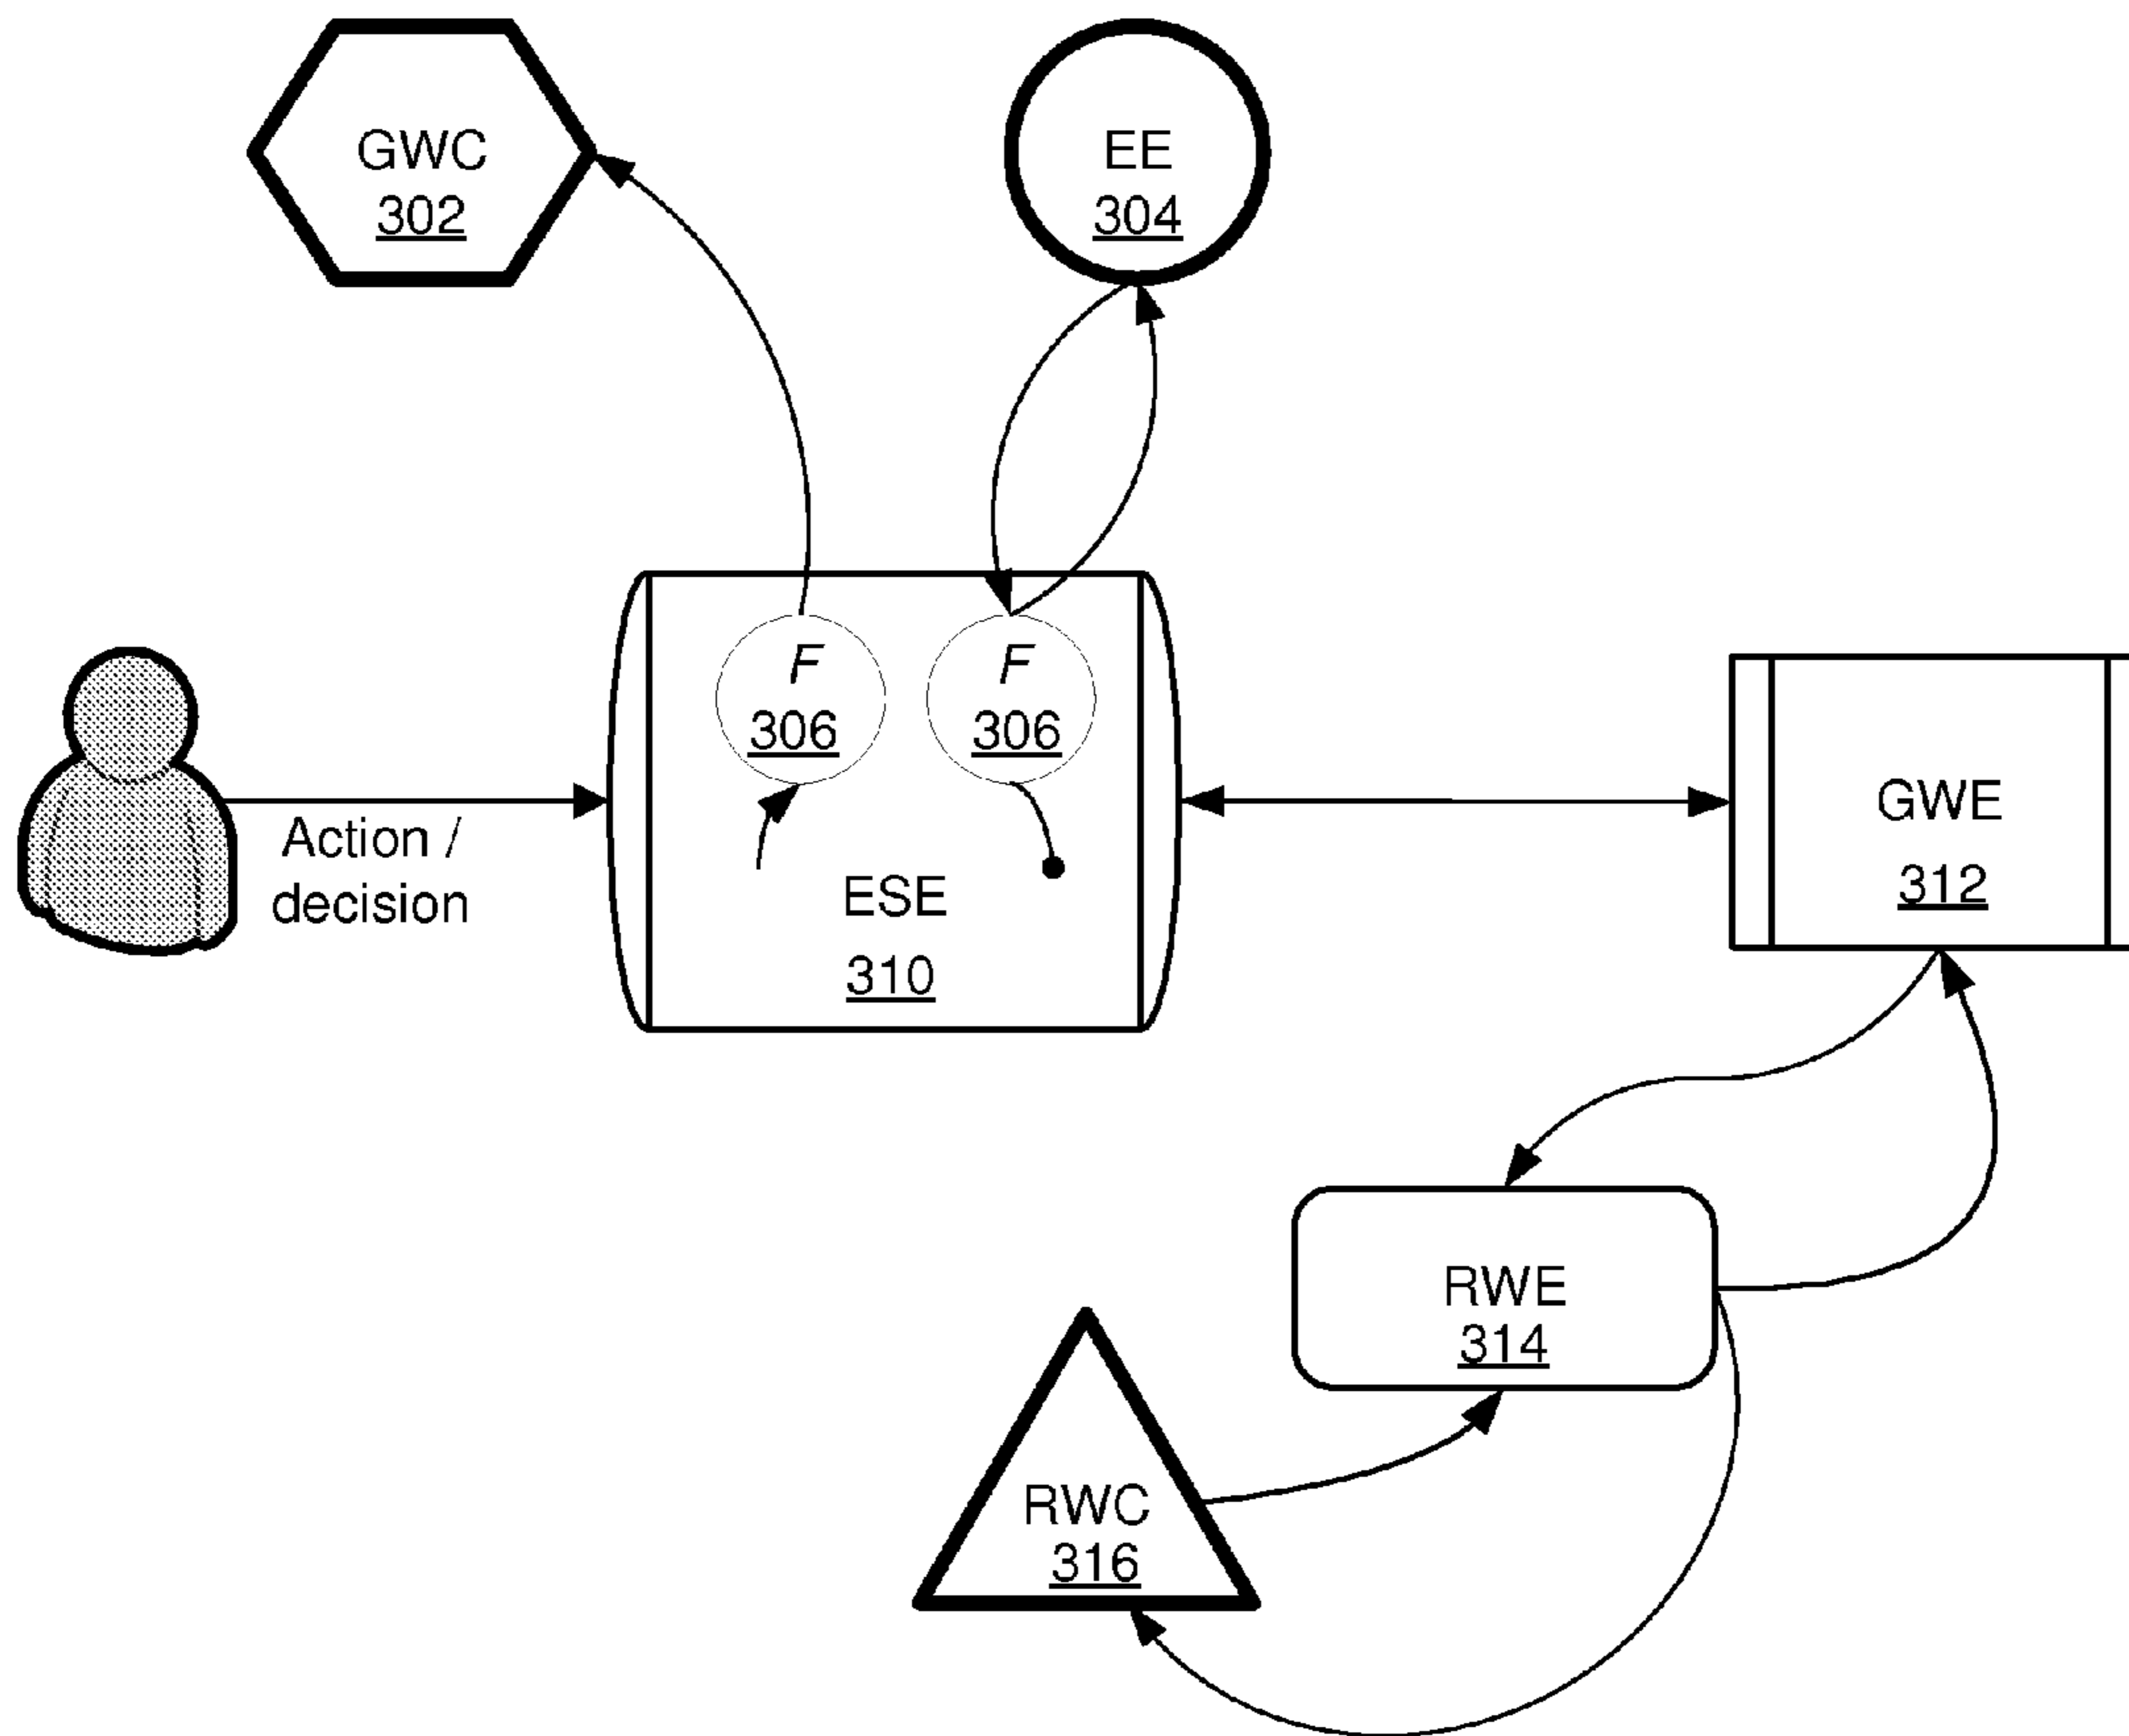 GWC
302
EE
304
F
306
F
306
Action /
decision
ESE
310
GWE
312
RWE
314
RWC
316